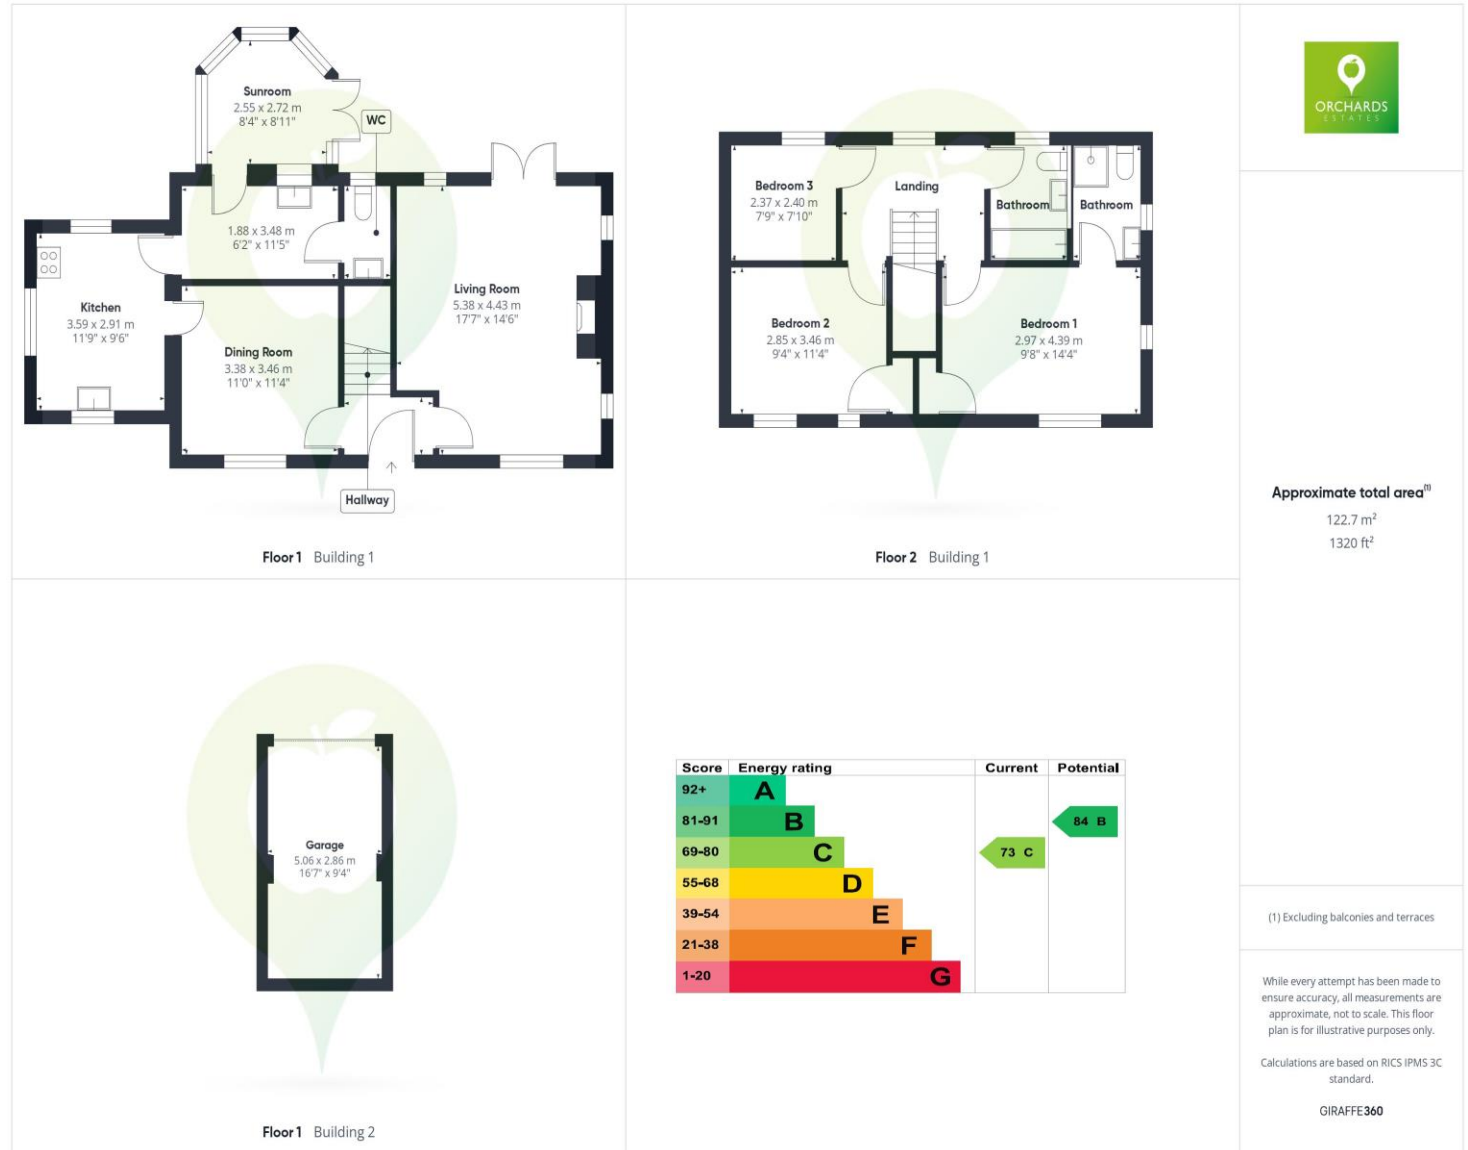 Sunroom
2.55 x 2.72 m
8'4" x 8'11"
WC
1.88 x 3.48 m
6'2" x 11'5"
Kitchen
3.59 x 2.91 m
11'9" x 9'6"
Living Room
5.38 x 4.43 m
17'7" x 14'6"
Dining Room
3.38 x 3.46 m
11'0" x 11'4"
Hallway
Floor 1 Building 1
Bedroom 3
2.37 x 2.40 m
7'9" x 7'10"
Landing
Bathroom
Bathroom
Bedroom 2
2.85 x 3.46 m
9'4" x 11'4"
Bedroom 1
2.97 x 4.39 m
9'8" x 14'4"
Floor 2 Building 1
Garage
5.06 x 2.86 m
16'7" x 9'4"
Floor 1 Building 2
Score Energy rating Current Potential
92+ A
81-91 B 84 B
69-80 C 73 C
55-68 D
39-54 E
21-38 F
1-20 G
ORCHARDS
ESTATES
Approximate total area(1)
122.7 m²
1320 ft²
(1) Excluding balconies and terraces
While every attempt has been made to
ensure accuracy, all measurements are
approximate, not to scale. This floor
plan is for illustrative purposes only.
Calculations are based on RICS IPMS 3C
standard.
GIRAFFE360